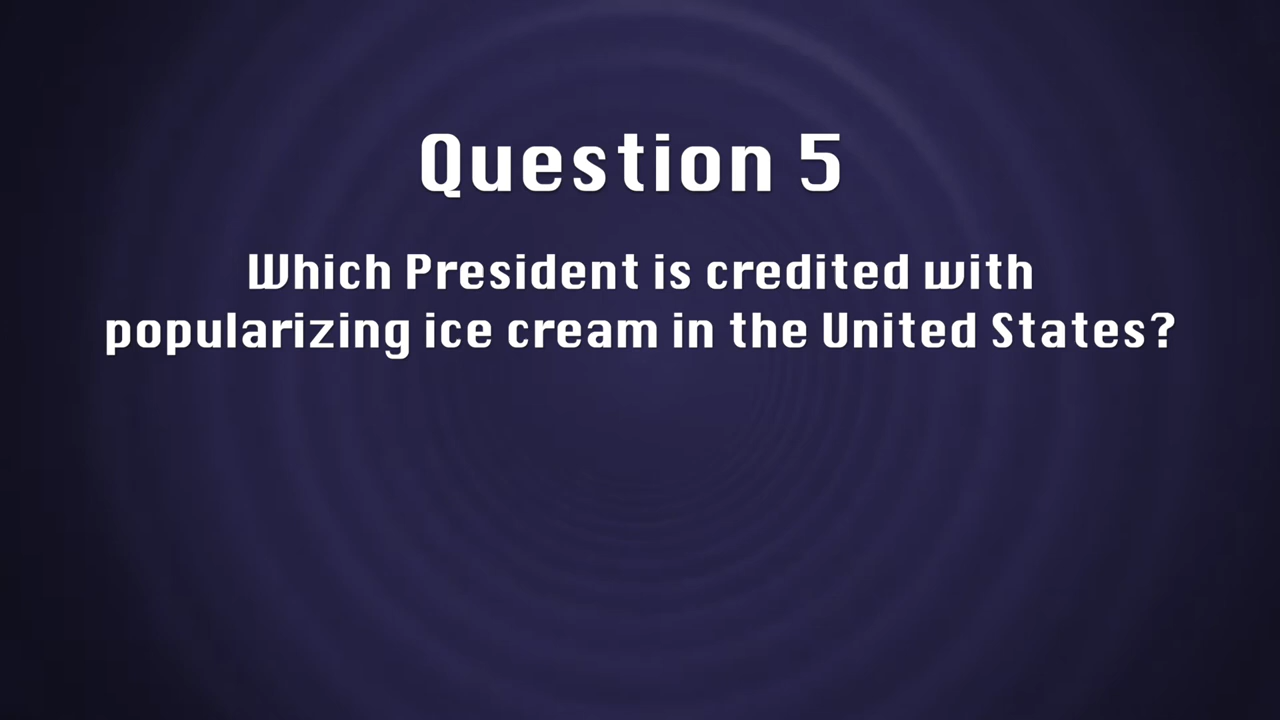 Question 5
Which President is credited with
popularizing ice cream in the United States?